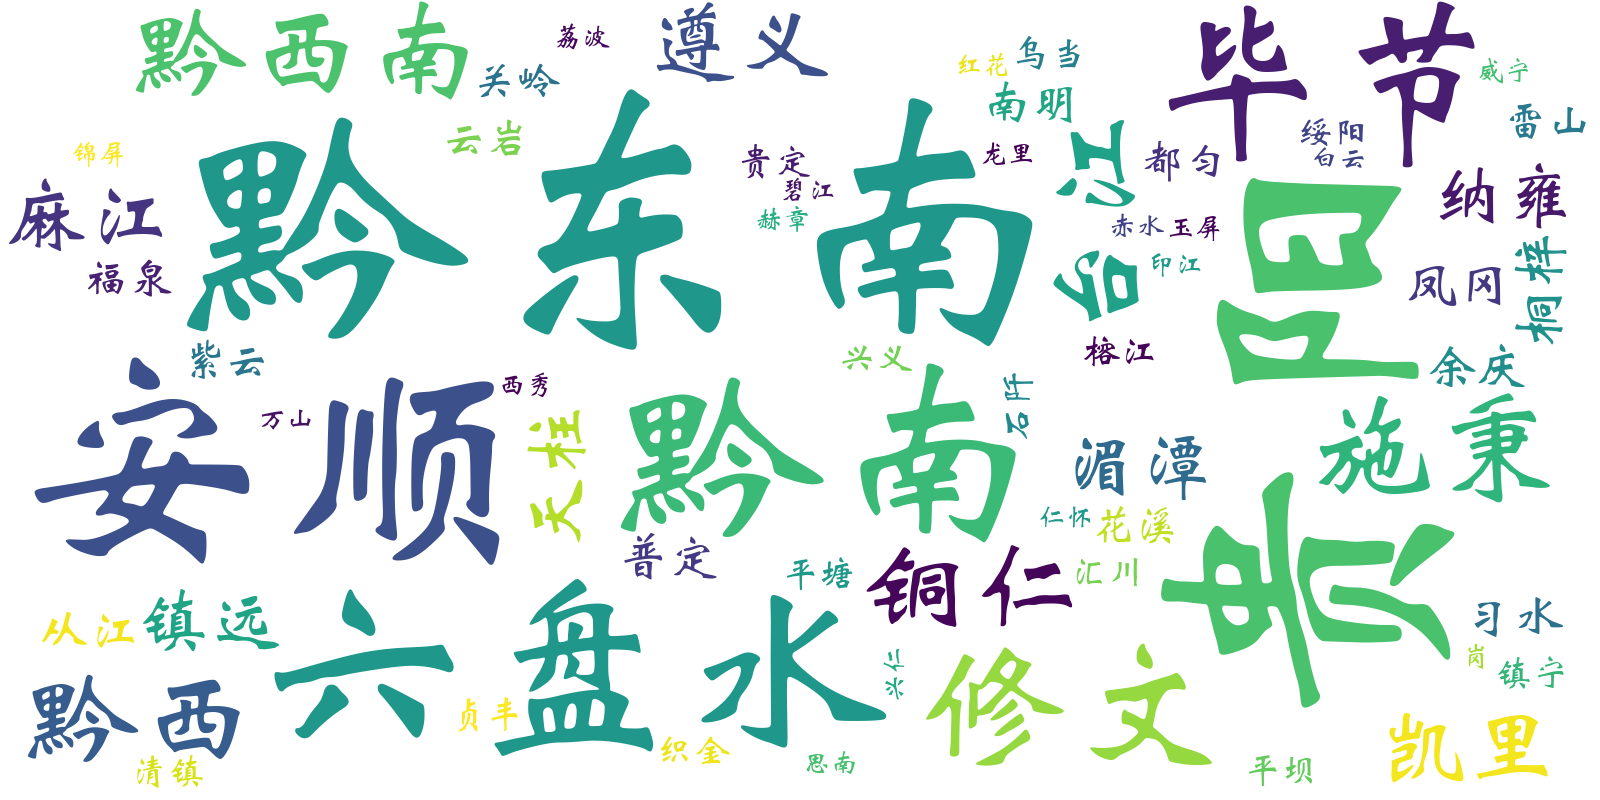 黔西南
荔波
遵义
关岭
红花
乌当
毕节
威宁
南明
雷山
锦屏
云岩
黔东南
贵定
龙里
台江
都匀
绥阳
白云
碧江
赫章
赤水
玉屏
贵阳
纳雍
麻江
福泉
印江
凤冈
桐梓
紫云
兴义
榕江
余庆
安顺
万山
西秀
天柱
黔南
石阡
湄潭
施秉
仁怀
花溪
普定
平塘
铜仁
汇川
从江
镇远
六盘水
兴仁
修文
习水
岗
镇宁
黔西
贞丰
清镇
织金
思南
平坝
凯里